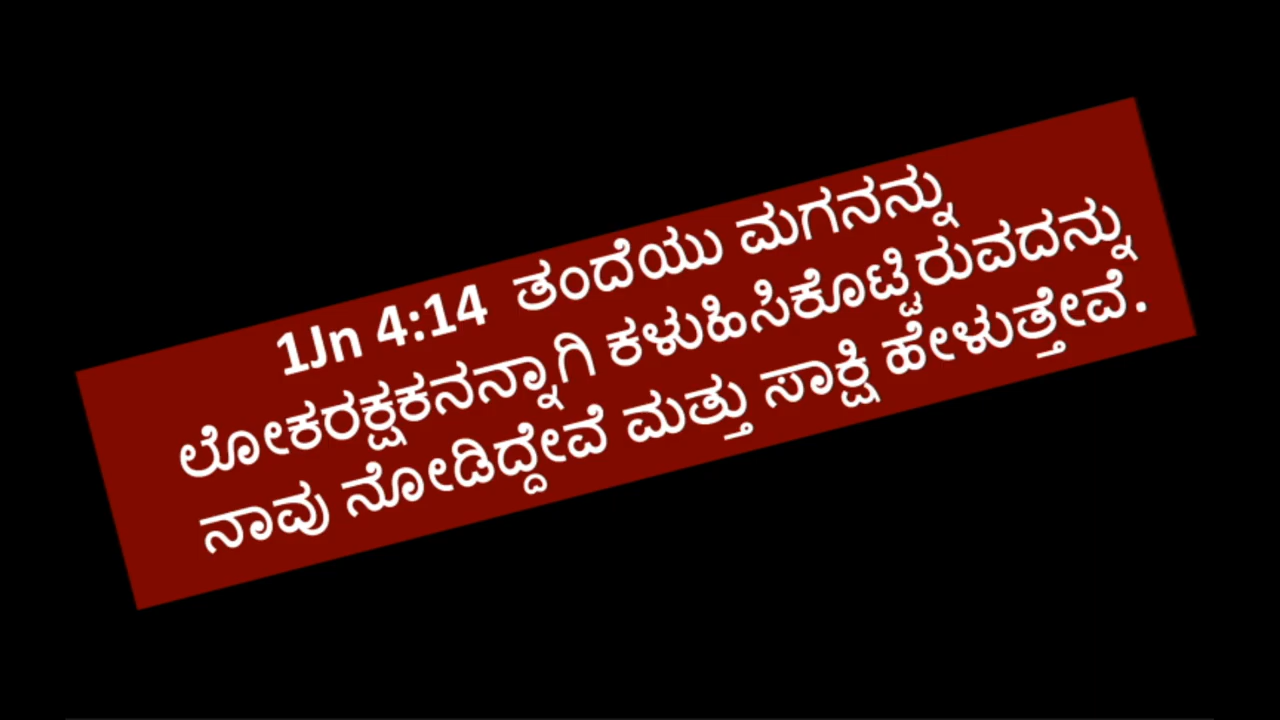 1Jn 4:14 ತಂದೆಯು ಮಗನನ್ನು
ಲೋಕರಕ್ಷಕನನ್ನಾಗಿ ಕಳುಹಿಸಿಕೊಟ್ಟಿರುವದನ್ನು
ನಾವು ನೋಡಿದ್ದೇವೆ ಮತ್ತು ಸಾಕ್ಷಿ ಹೇಳುತ್ತೇವೆ.